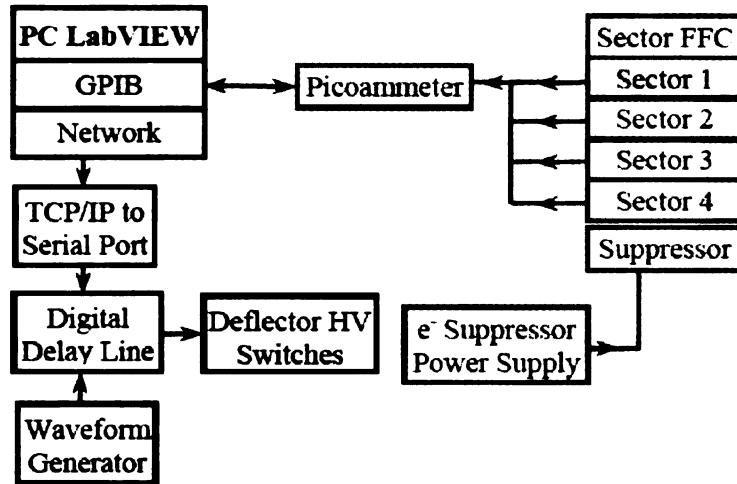 PC LabVIEW
GPIB
Network
TCP/IP to
Serial Port
Digital
Delay Line
Waveform
Generator
Deflector HV
Switches
Picoammeter
Sector FFC
Sector 1
Sector 2
Sector 3
Sector 4
Suppressor
e⁻ Suppressor
Power Supply